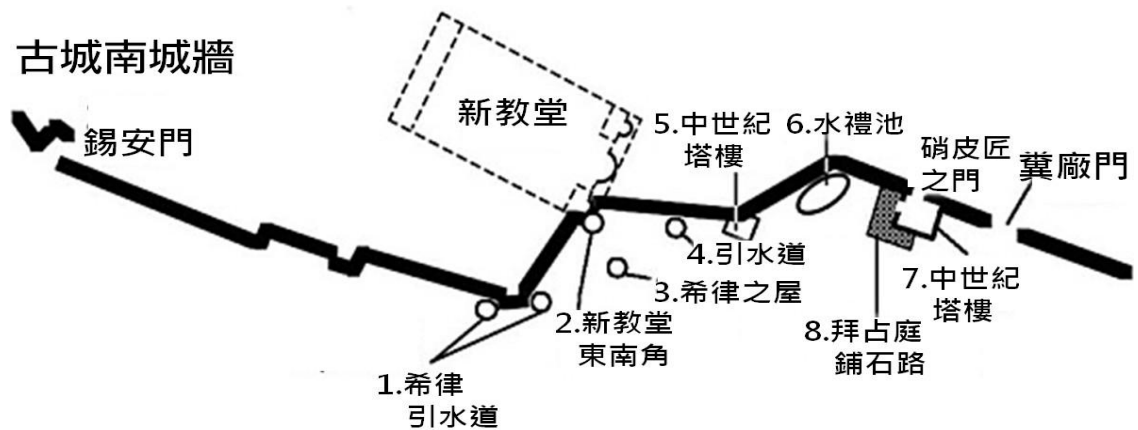 古城南城牆
錫安門
新教堂
5.中世紀
塔樓
6.水禮池
硝皮匠
之門
糞廠門
4.引水道
3.希律之屋
2.新教堂
東南角
1.希律
引水道
7.中世紀
塔樓
8.拜占庭
鋪石路